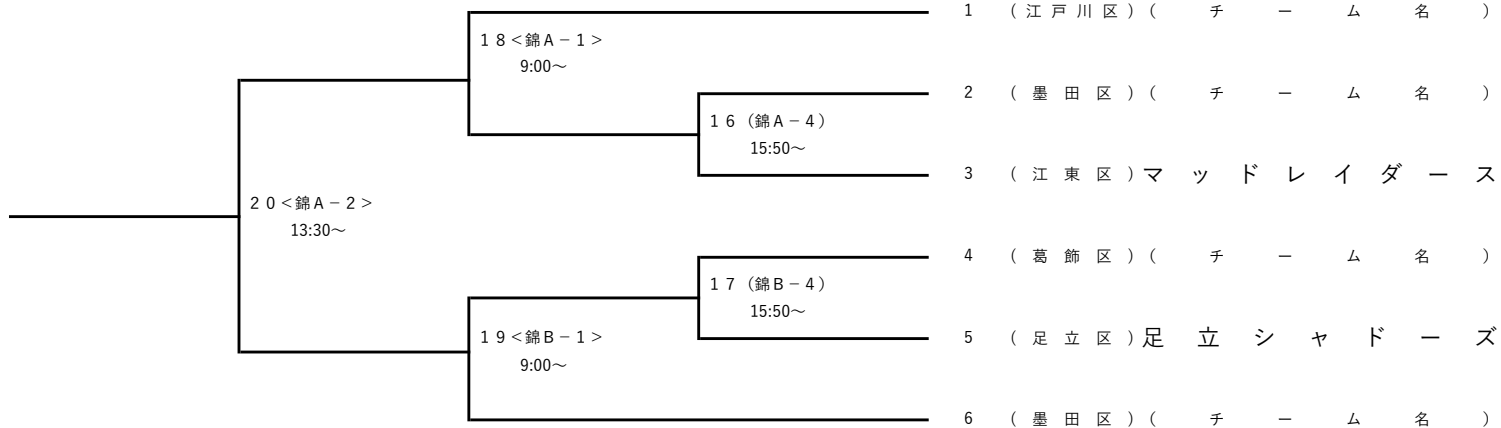 1 （江戸川区）（チーム名）
18＜錦A－1＞
9:00～
2 （墨田区）（チーム名）
16（錦A－4）
15:50～
3 （江東区）マッドレイダース
20＜錦A－2＞
13:30～
4 （葛飾区）（チーム名）
17（錦B－4）
15:50～
5 （足立区）足立シャドーズ
19＜錦B－1＞
9:00～
6 （墨田区）（チーム名）